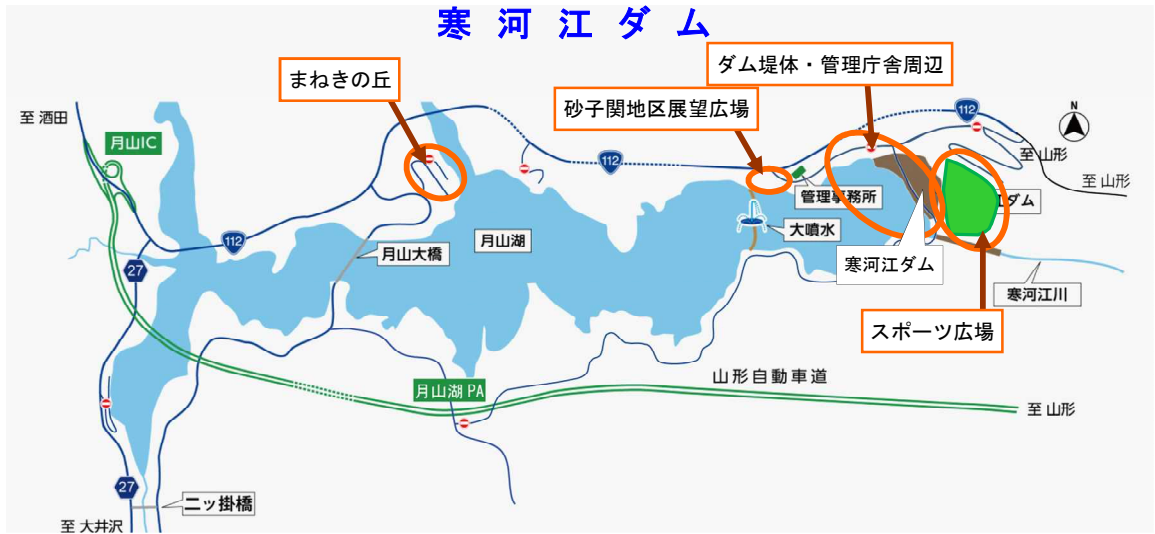 寒河江ダム
ダム堤体・管理庁舎周辺
まねきの丘
砂子関地区展望広場
至 酒田
112
N
月山IC
至 山形
112
至 山形
管理事務所
ダム
大噴水
112
月山湖
月山大橋
寒河江ダム
27
寒河江川
スポーツ広場
山形自動車道
月山湖 PA
至 山形
27
二ッ掛橋
至 大井沢